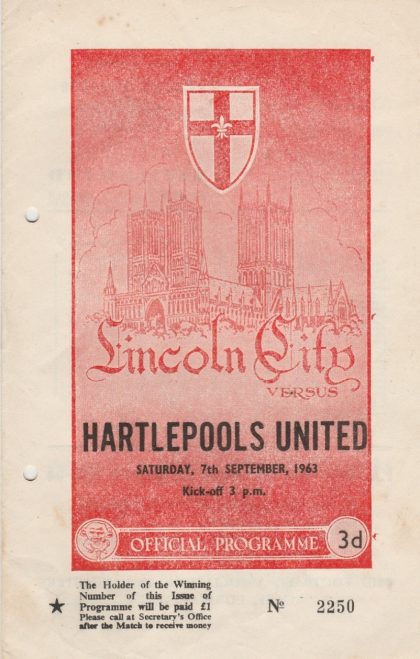 Lincoln City
VERSUS
HARTLEPOOLS UNITED
SATURDAY, 7th SEPTEMBER, 1963
Kick-off 3 p.m.
OFFICIAL PROGRAMME 3d
The Holder of the Winning
Number of this Issue of
★ Programme will be paid £1
Please call at Secretary's Office
after the Match to receive money
Nº 2250